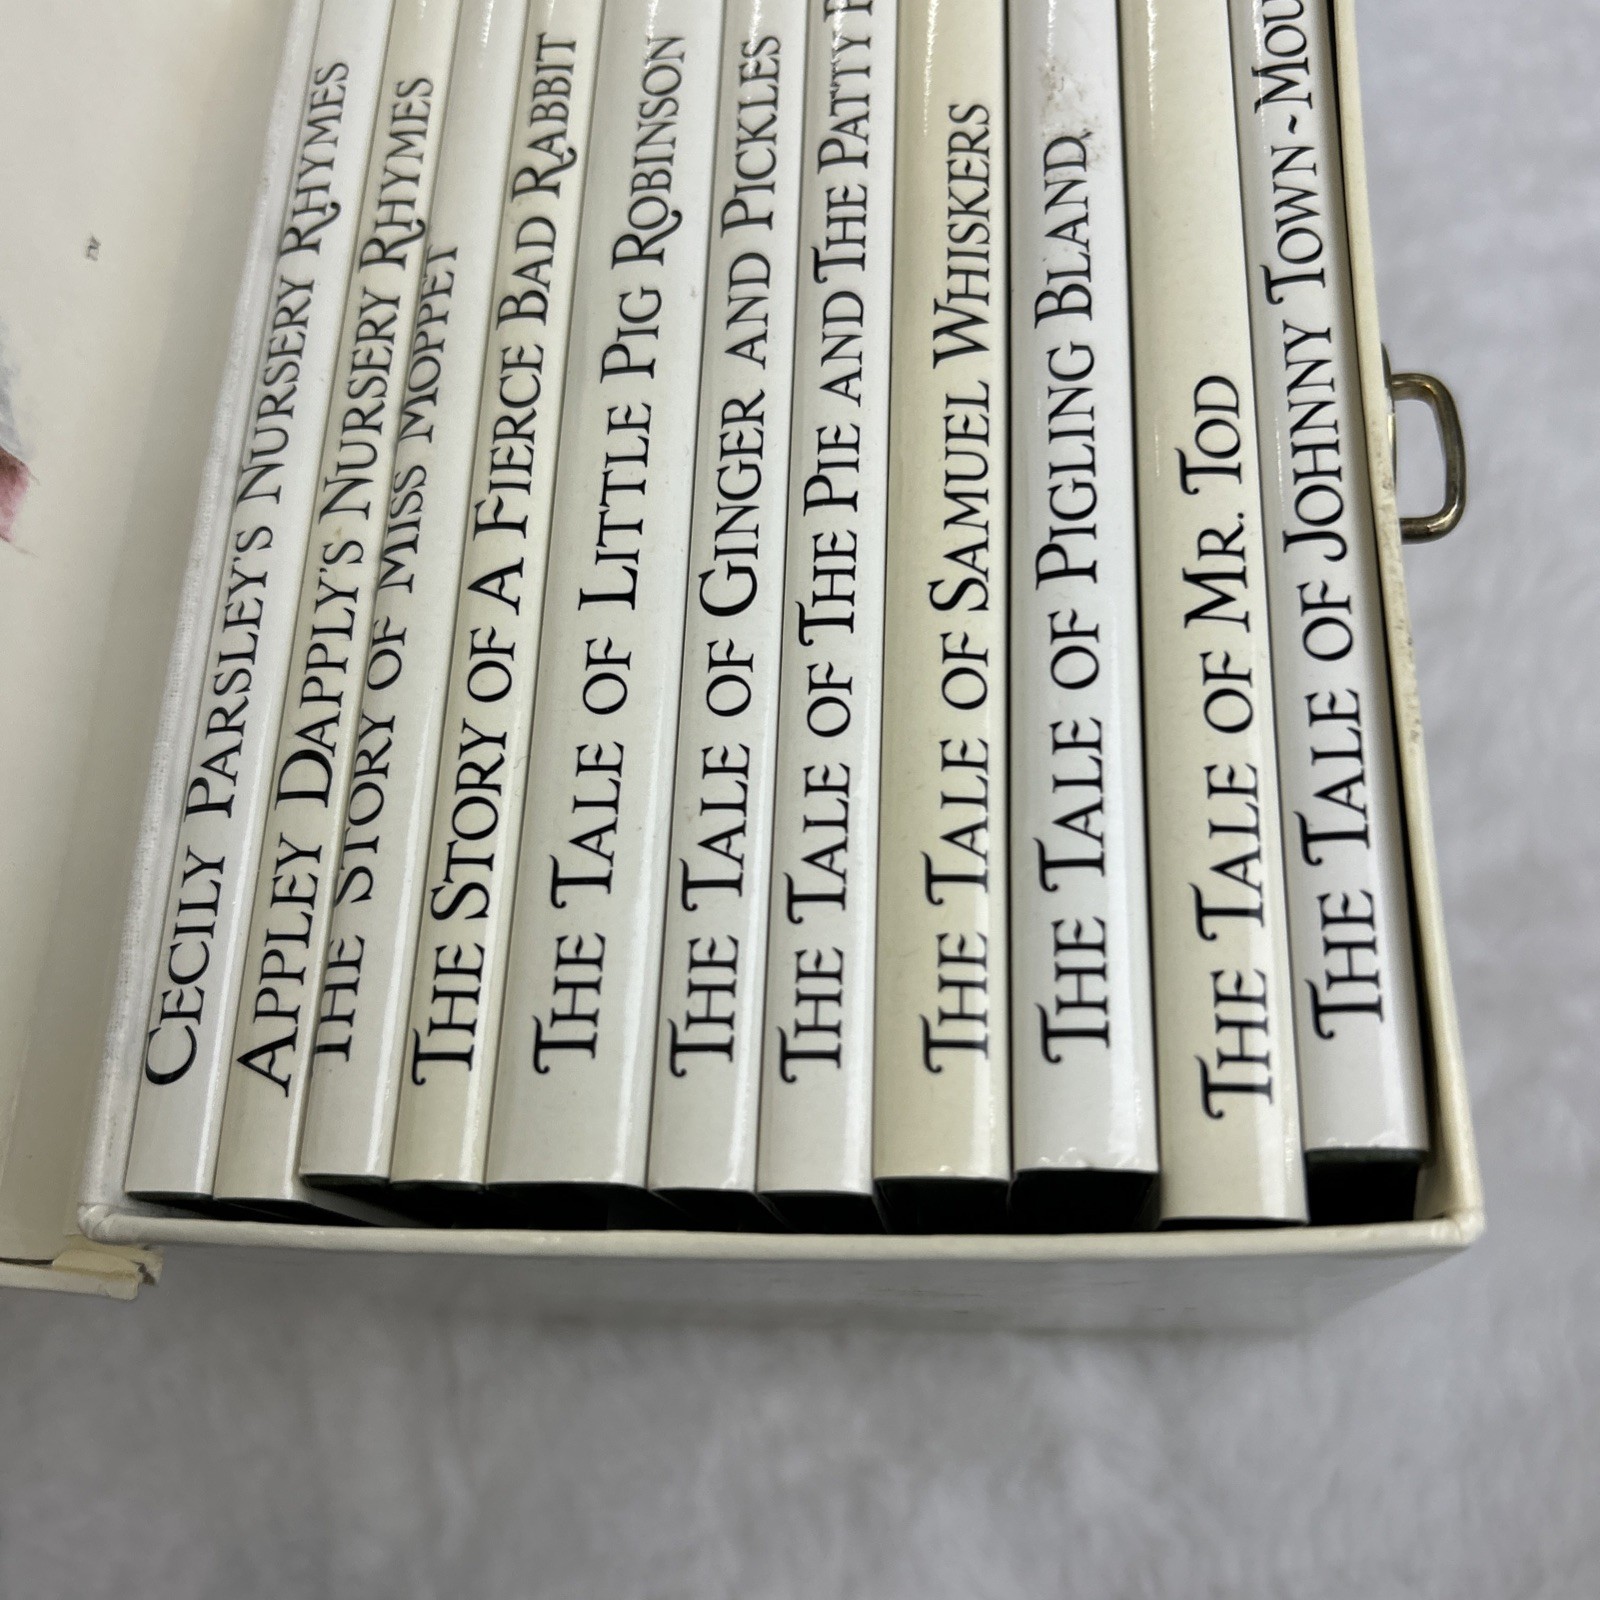 CECILY PARSLEY'S NURSERY RHYMES
APPLEY DAPPLY'S NURSERY RHYMES
THE STORY OF MISS MOPPET
THE STORY OF A FIERCE BAD RABBIT
THE TALE OF LITTLE PIG ROBINSON
THE TALE OF GINGER AND PICKLES
THE TALE OF THE PIE AND THE PATTY
THE TALE OF SAMUEL WHISKERS
THE TALE OF PIGLING BLAND
THE TALE OF MR. TOD
THE TALE OF JOHNNY TOWN~MOU